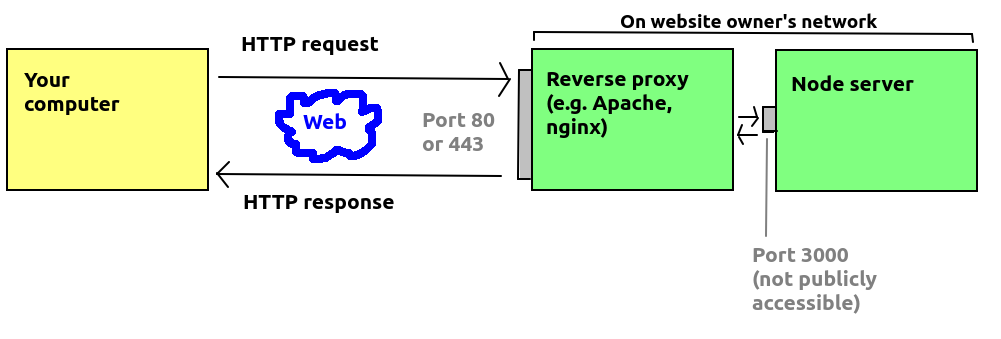 On website owner's network
HTTP request
Your
computer
Web
Port 80
or 443
HTTP response
Reverse proxy
(e.g. Apache,
nginx)
Node server
Port 3000
(not publicly
accessible)